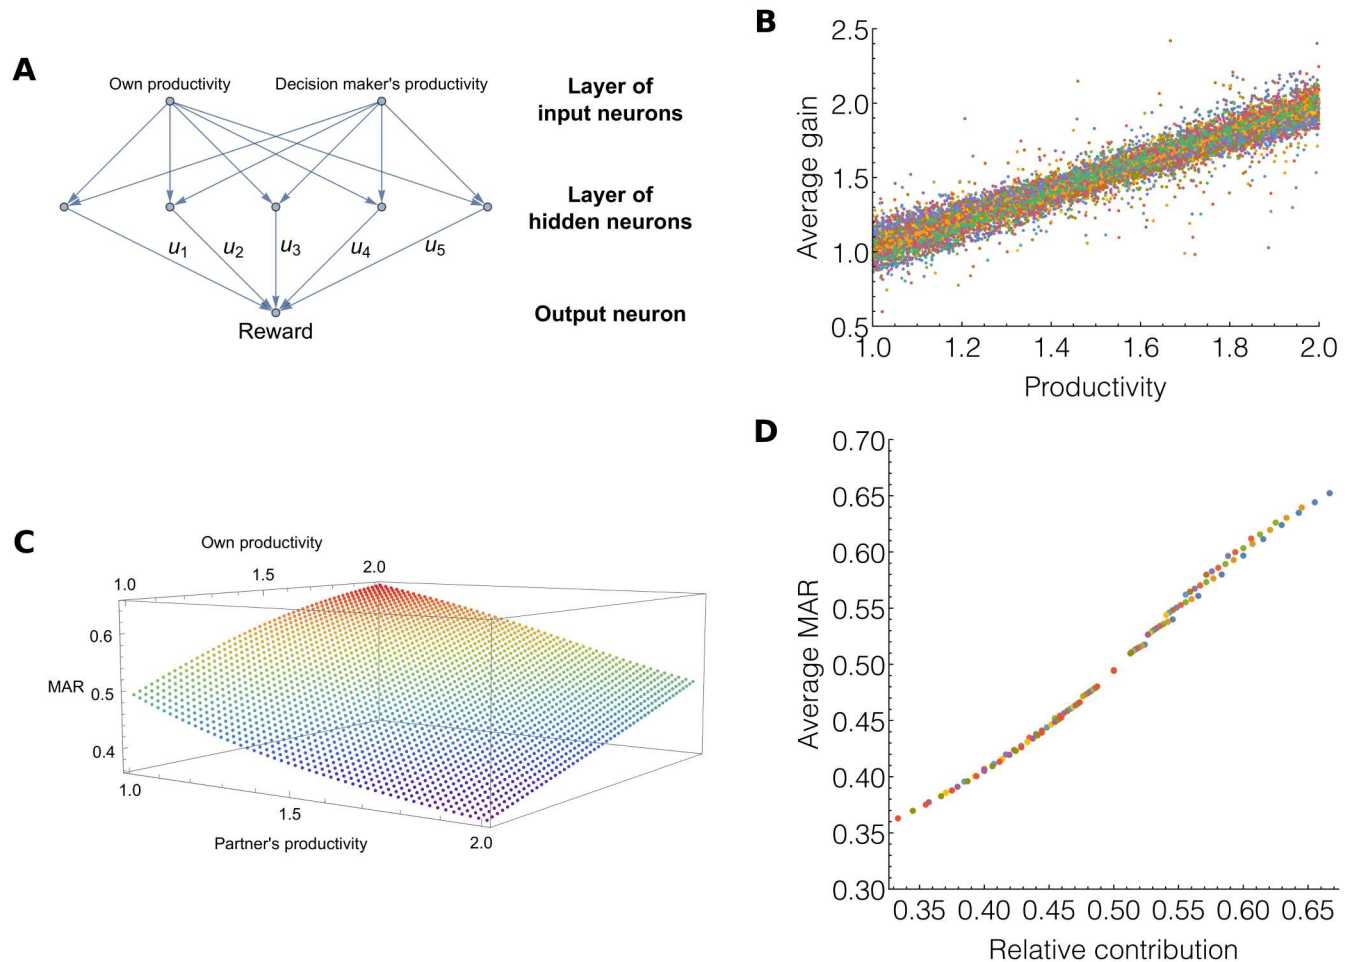 A
Own productivity
Decision maker's productivity
Layer of
input neurons
Layer of
hidden neurons
u1
u2
u3
u4
u5
Output neuron
Reward
B
2.5
2.0
1.5
1.0
0.5
Average gain
1.0 1.2 1.4 1.6 1.8 2.0
Productivity
C
Own productivity
1.0 1.5 2.0
0.6
MAR 0.5
0.4
1.0 1.5 2.0
Partner's productivity
D
0.70
0.65
0.60
0.55
0.50
0.45
0.40
0.35
0.30
Average MAR
0.35 0.40 0.45 0.50 0.55 0.60 0.65
Relative contribution